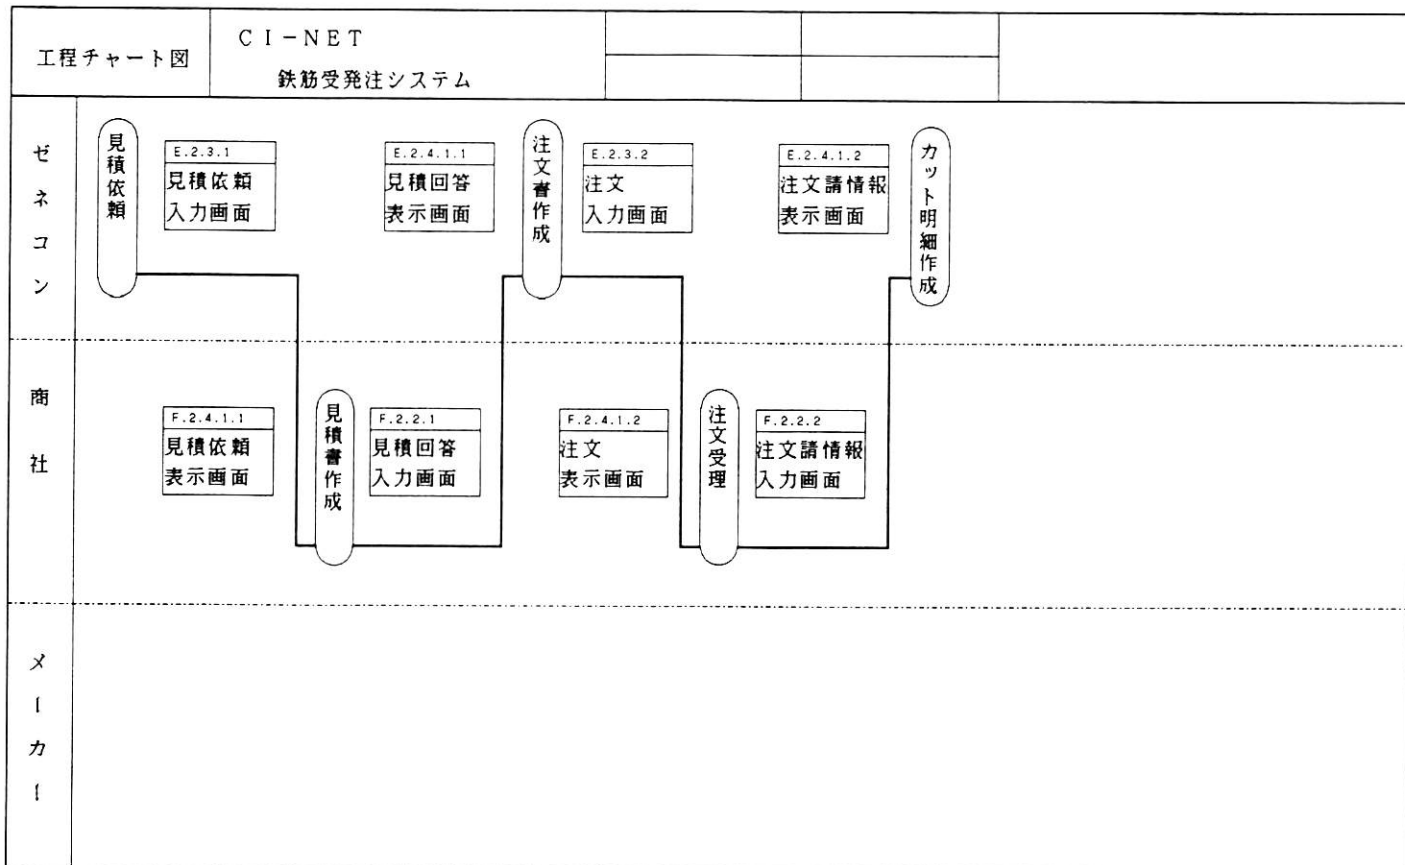 工程チャート図
CI-NET
鉄筋受発注システム
ゼネコン
見積依頼
E.2.3.1
見積依頼
入力画面
E.2.4.1.1
見積回答
表示画面
注文書作成
E.2.3.2
注文
入力画面
E.2.4.1.2
注文請情報
表示画面
カット明細作成
商社
F.2.4.1.1
見積依頼
表示画面
見積書作成
F.2.2.1
見積回答
入力画面
F.2.4.1.2
注文
表示画面
注文受理
F.2.2.2
注文請情報
入力画面
メーカー